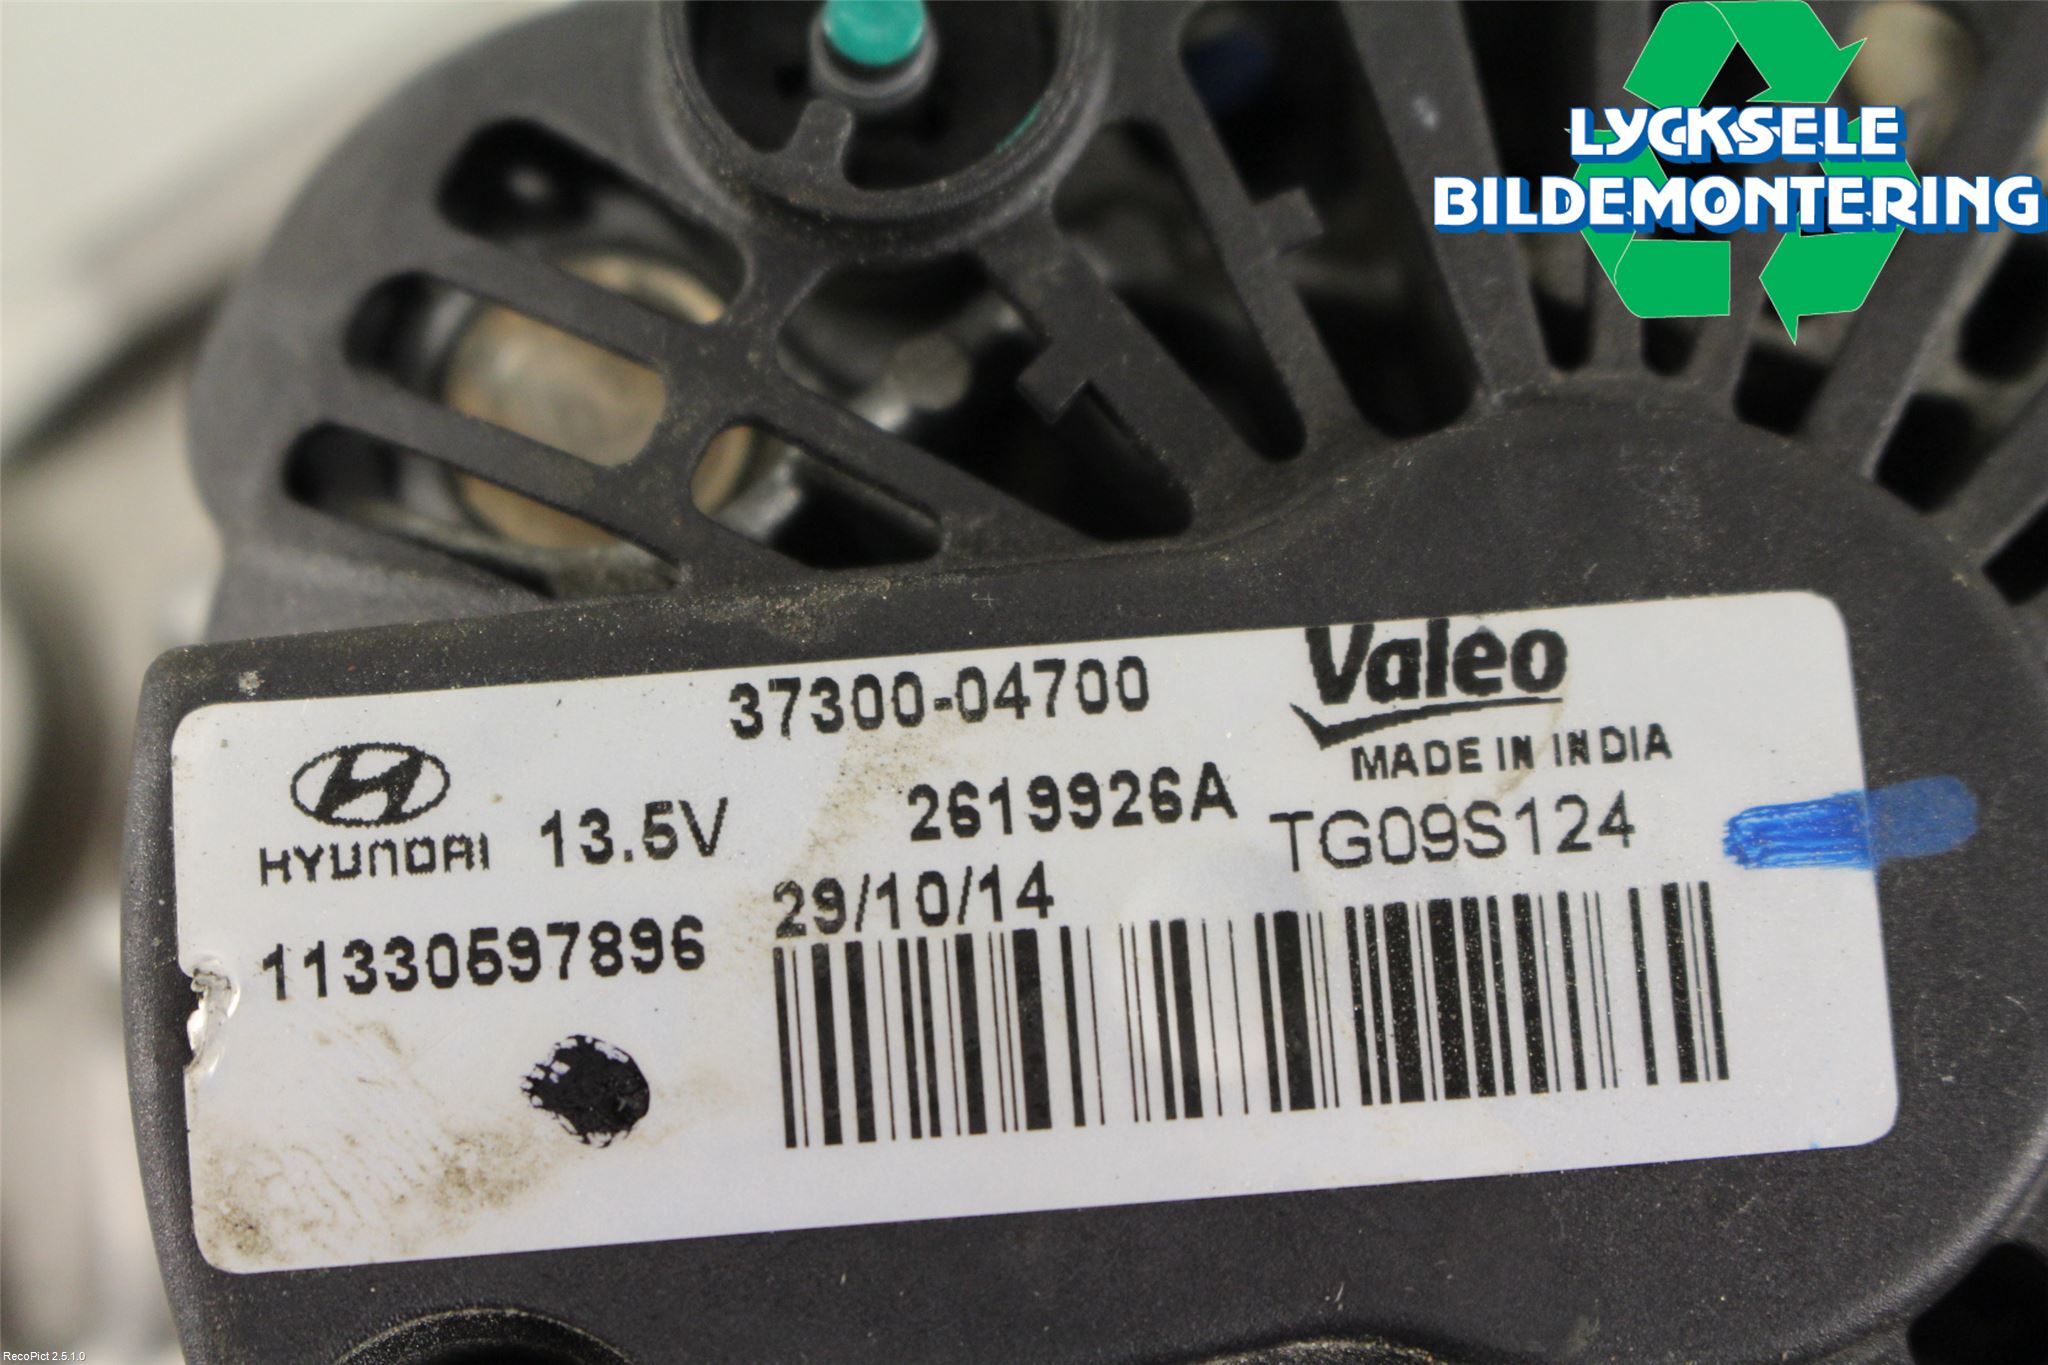 LYCKSELE
BILDEMONTERING
37300-04700
Valeo
MADE IN INDIA
HYUNDAI
13.5V
2619926A
TG09S124
29/10/14
11330597896
RecoPict 2.5.1.0